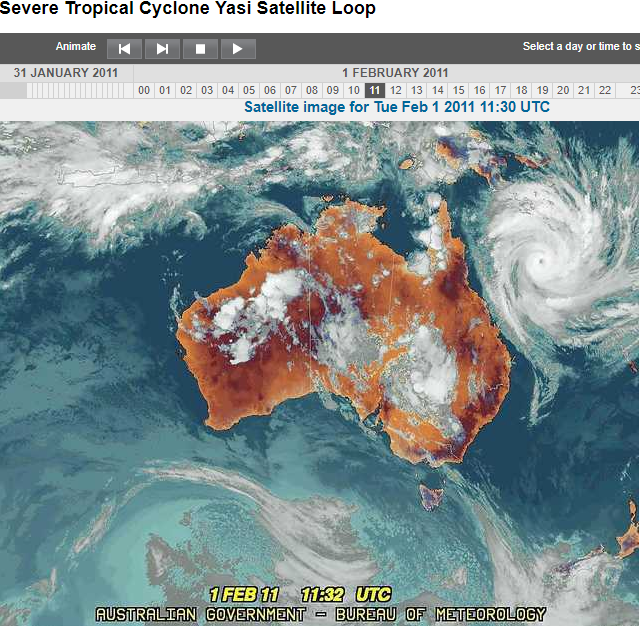 Severe Tropical Cyclone Yasi Satellite Loop
Animate Select a day or time to s
31 JANUARY 2011 1 FEBRUARY 2011
00 01 02 03 04 05 06 07 08 09 10 11 12 13 14 15 16 17 18 19 20 21 22 23
Satellite image for Tue Feb 1 2011 11:30 UTC
1 FEB 11 11:32 UTC
AUSTRALIAN GOVERNMENT - BUREAU OF METEOROLOGY